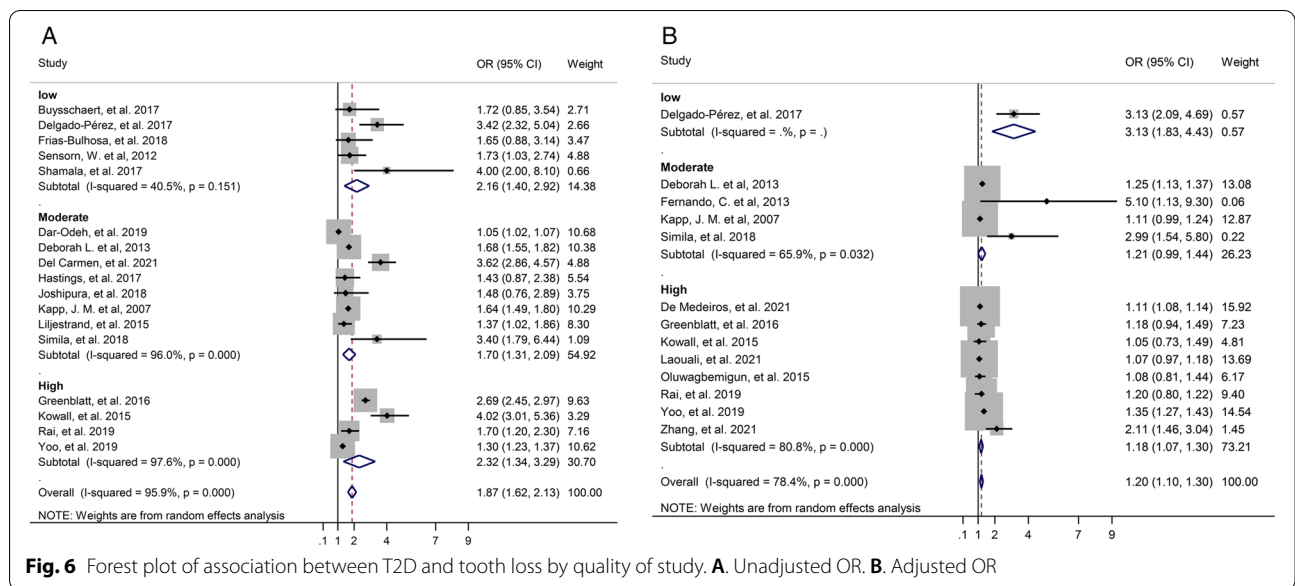 A
Study OR (95% CI) Weight
low
Buysschaert, et al. 2017 1.72 (0.85, 3.54) 2.71
Delgado-Pérez, et al. 2017 3.42 (2.32, 5.04) 2.66
Frias-Bulhosa, et al. 2018 1.65 (0.88, 3.14) 3.47
Sensorn, W. et al, 2012 1.73 (1.03, 2.74) 4.88
Shamala, et al. 2017 4.00 (2.00, 8.10) 0.66
Subtotal (I-squared = 40.5%, p = 0.151) 2.16 (1.40, 2.92) 14.38
.
Moderate
Dar-Odeh, et al. 2019 1.05 (1.02, 1.07) 10.68
Deborah L. et al, 2013 1.68 (1.55, 1.82) 10.38
Del Carmen, et al. 2021 3.62 (2.86, 4.57) 4.88
Hastings, et al. 2017 1.43 (0.87, 2.38) 5.54
Joshipura, et al. 2018 1.48 (0.76, 2.89) 3.75
Kapp, J. M. et al, 2007 1.64 (1.49, 1.80) 10.29
Liljestrand, et al. 2015 1.37 (1.02, 1.86) 8.30
Simila, et al. 2018 3.40 (1.79, 6.44) 1.09
Subtotal (I-squared = 96.0%, p = 0.000) 1.70 (1.31, 2.09) 54.92
.
High
Greenblatt, et al. 2016 2.69 (2.45, 2.97) 9.63
Kowall, et al. 2015 4.02 (3.01, 5.36) 3.29
Rai, et al. 2019 1.70 (1.20, 2.30) 7.16
Yoo, et al. 2019 1.30 (1.23, 1.37) 10.62
Subtotal (I-squared = 97.6%, p = 0.000) 2.32 (1.34, 3.29) 30.70
.
Overall (I-squared = 95.9%, p = 0.000) 1.87 (1.62, 2.13) 100.00
NOTE: Weights are from random effects analysis
.1 1 2 4 7 9
B
Study OR (95% CI) Weight
low
Delgado-Pérez, et al. 2017 3.13 (2.09, 4.69) 0.57
Subtotal (I-squared = .%, p = .) 3.13 (1.83, 4.43) 0.57
.
Moderate
Deborah L. et al, 2013 1.25 (1.13, 1.37) 13.08
Fernando, C. et al, 2013 5.10 (1.13, 9.30) 0.06
Kapp, J. M. et al, 2007 1.11 (0.99, 1.24) 12.87
Simila, et al. 2018 2.99 (1.54, 5.80) 0.22
Subtotal (I-squared = 65.9%, p = 0.032) 1.21 (0.99, 1.44) 26.23
.
High
De Medeiros, et al. 2021 1.11 (1.08, 1.14) 15.92
Greenblatt, et al. 2016 1.18 (0.94, 1.49) 7.23
Kowall, et al. 2015 1.05 (0.73, 1.49) 4.81
Laouali, et al. 2021 1.07 (0.97, 1.18) 13.69
Oluwagbemigun, et al. 2015 1.08 (0.81, 1.44) 6.17
Rai, et al. 2019 1.20 (0.80, 1.22) 9.40
Yoo, et al. 2019 1.35 (1.27, 1.43) 14.54
Zhang, et al. 2021 2.11 (1.46, 3.04) 1.45
Subtotal (I-squared = 80.8%, p = 0.000) 1.18 (1.07, 1.30) 73.21
.
Overall (I-squared = 78.4%, p = 0.000) 1.20 (1.10, 1.30) 100.00
NOTE: Weights are from random effects analysis
.1 1 2 4 7 9
Fig. 6 Forest plot of association between T2D and tooth loss by quality of study. A. Unadjusted OR. B. Adjusted OR